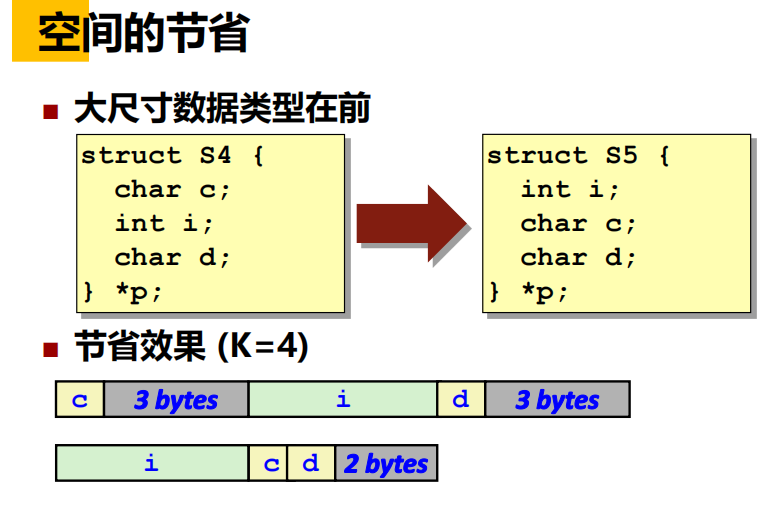 空间的节省
大尺寸数据类型在前
struct S4 {
  char c;
  int i;
  char d;
} *p;
struct S5 {
  int i;
  char c;
  char d;
} *p;
节省效果 (K=4)
c 3 bytes i d 3 bytes
i c d 2 bytes